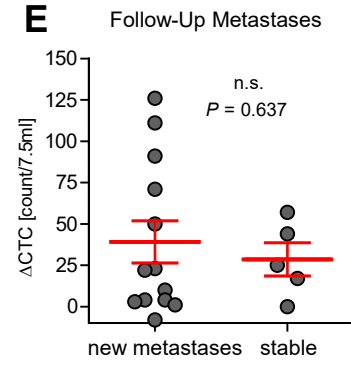 E
Follow-Up Metastases
ΔCTC [count/7.5ml]
150
125
100
75
50
25
0
n.s.
P = 0.637
new metastases
stable